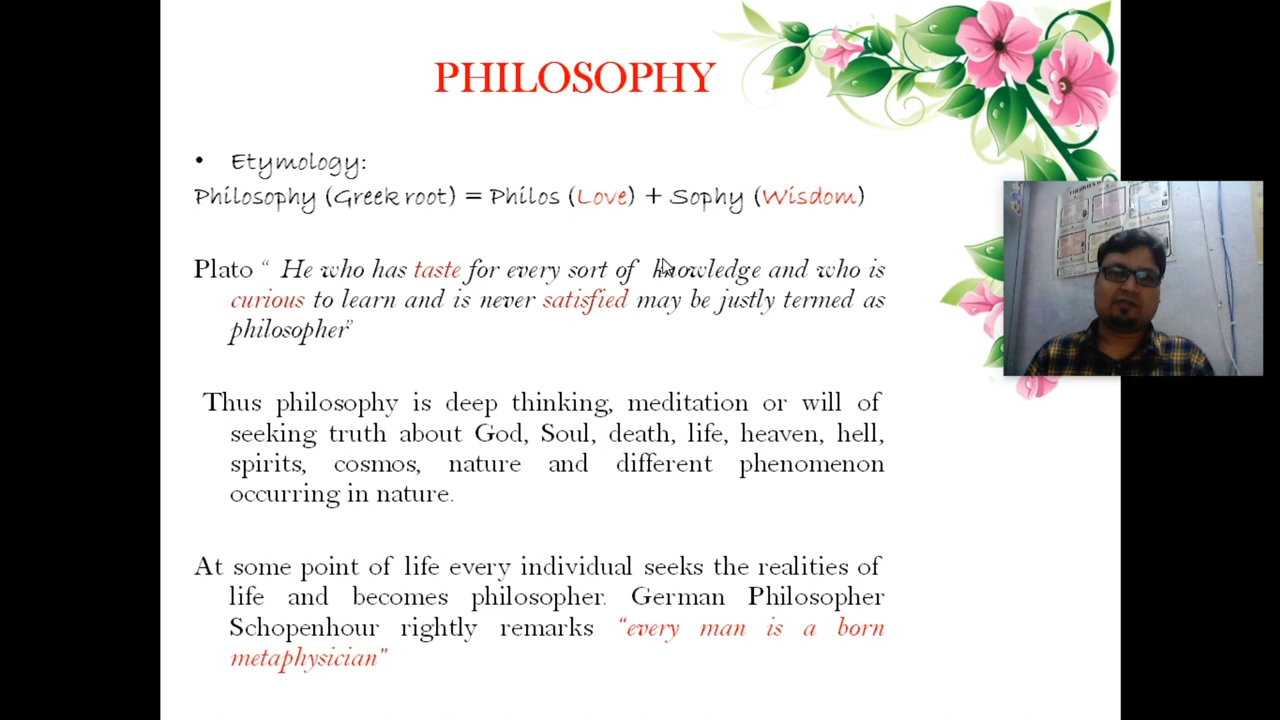 PHILOSOPHY
• Etymology:
Philosophy (Greek root) = Philos (Love) + Sophy (Wisdom)
Plato “ He who has taste for every sort of knowledge and who is
curious to learn and is never satisfied may be justly termed as
philosopher”
Thus philosophy is deep thinking, meditation or will of
seeking truth about God, Soul, death, life, heaven, hell,
spirits, cosmos, nature and different phenomenon
occurring in nature.
At some point of life every individual seeks the realities of
life and becomes philosopher. German Philosopher
Schopenhour rightly remarks “every man is a born
metaphysician”